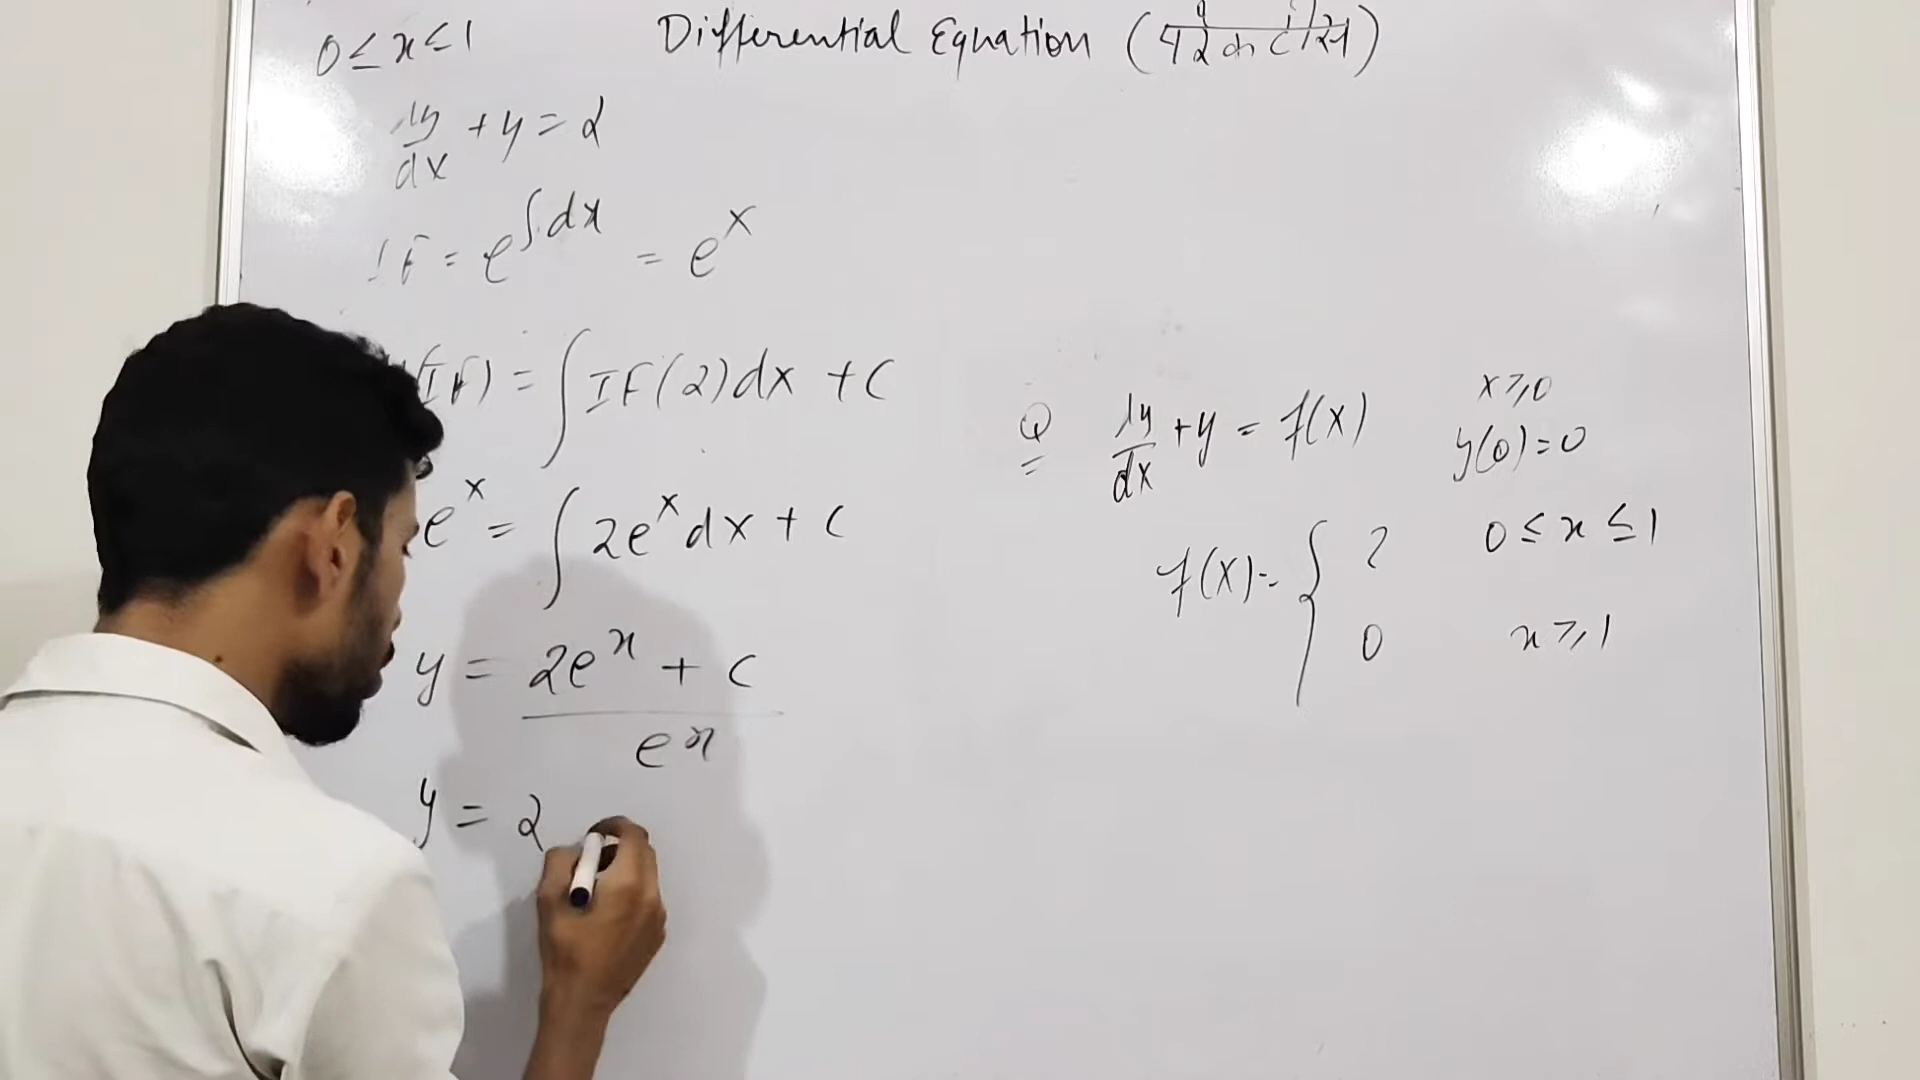 Differential Equation
0 ≤ x ≤ 1
dy/dx + y = 2
IF = e^∫dx = e^x
(IF) = ∫ IF(2)dx + C
e^x = ∫ 2e^x dx + C
y = (2e^x + C)/e^x
y = 2
Q dy/dx + y = f(x) x ≥ 0
y(0) = 0
f(x) = { 2 0 ≤ x ≤ 1
0 x ≥ 1